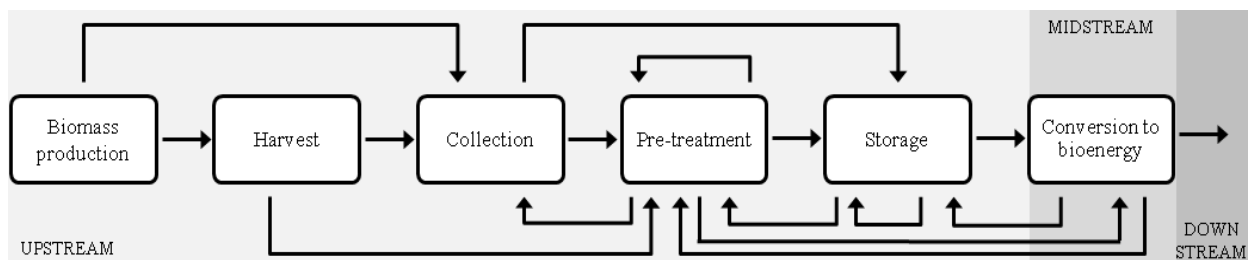 MIDSTREAM
Biomass
production
Harvest
Collection
Pre-treatment
Storage
Conversion to
bioenergy
UPSTREAM
DOWN
STREAM